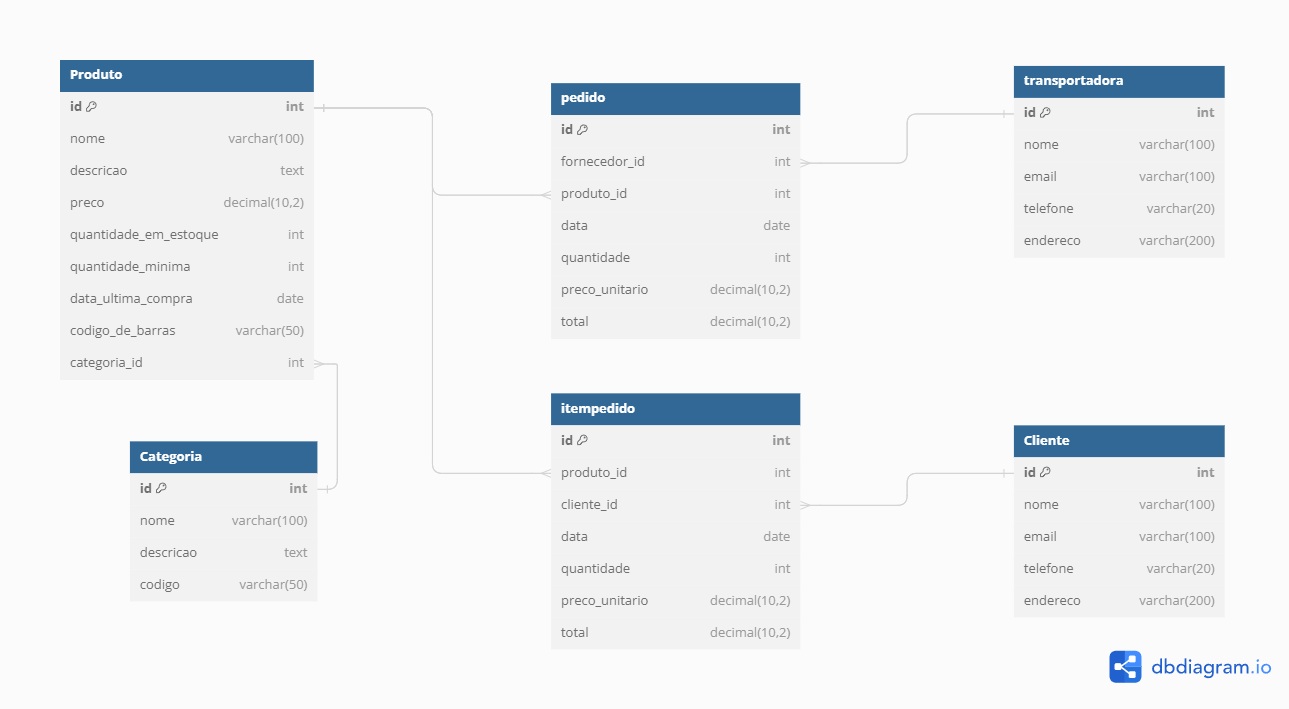 Produto
id int
nome varchar(100)
descricao text
preco decimal(10,2)
quantidade_em_estoque int
quantidade_minima int
data_ultima_compra date
codigo_de_barras varchar(50)
categoria_id int
Categoria
id int
nome varchar(100)
descricao text
codigo varchar(50)
pedido
id int
fornecedor_id int
produto_id int
data date
quantidade int
preco_unitario decimal(10,2)
total decimal(10,2)
itempedido
id int
produto_id int
cliente_id int
data date
quantidade int
preco_unitario decimal(10,2)
total decimal(10,2)
transportadora
id int
nome varchar(100)
email varchar(100)
telefone varchar(20)
endereco varchar(200)
Cliente
id int
nome varchar(100)
email varchar(100)
telefone varchar(20)
endereco varchar(200)
dbdiagram.io